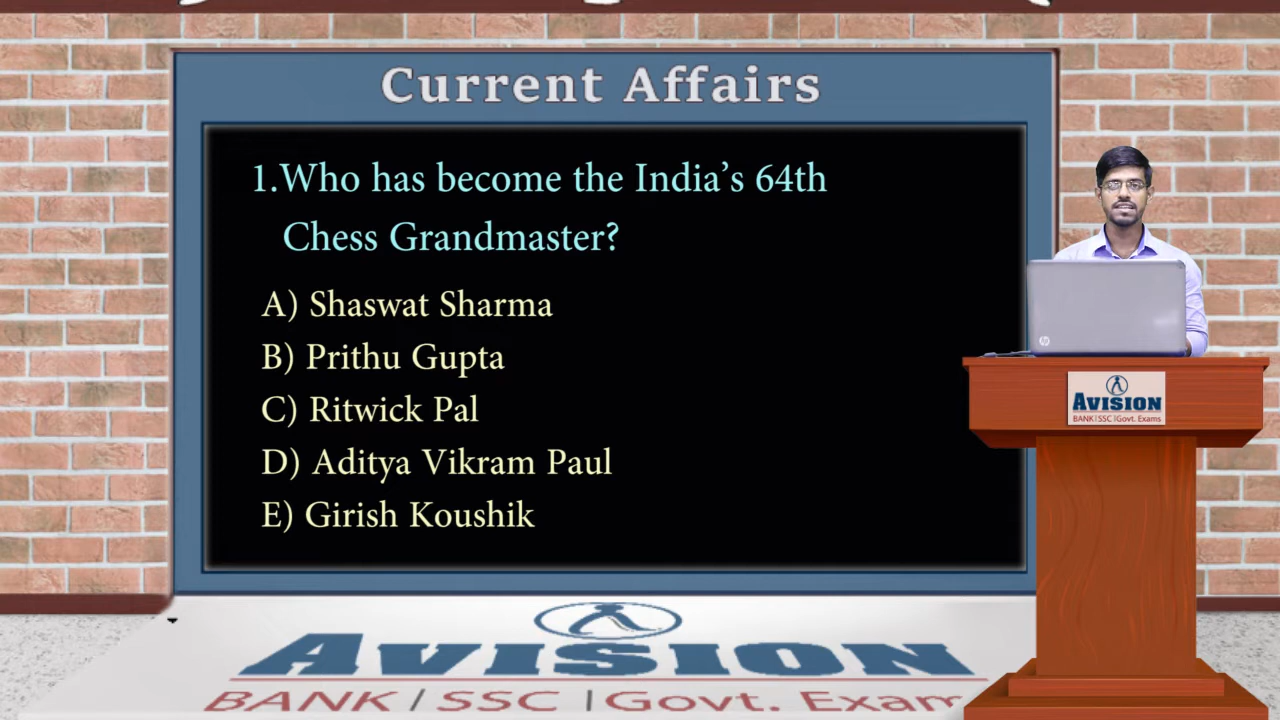 Current Affairs
1.Who has become the India’s 64th
Chess Grandmaster?
A) Shaswat Sharma
B) Prithu Gupta
C) Ritwick Pal
D) Aditya Vikram Paul
E) Girish Koushik
hp
AVISION
BANK|SSC|Govt. Exams
AVISION
BANK / SSC | Govt. Exam